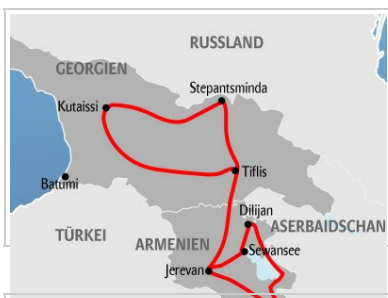 RUSSLAND
GEORGIEN
Stepantsminda
Kutaissi
Tiflis
Batumi
Dilijan
ASERBAIDSCHAN
TÜRKEI
ARMENIEN
Sewansee
Jerevan